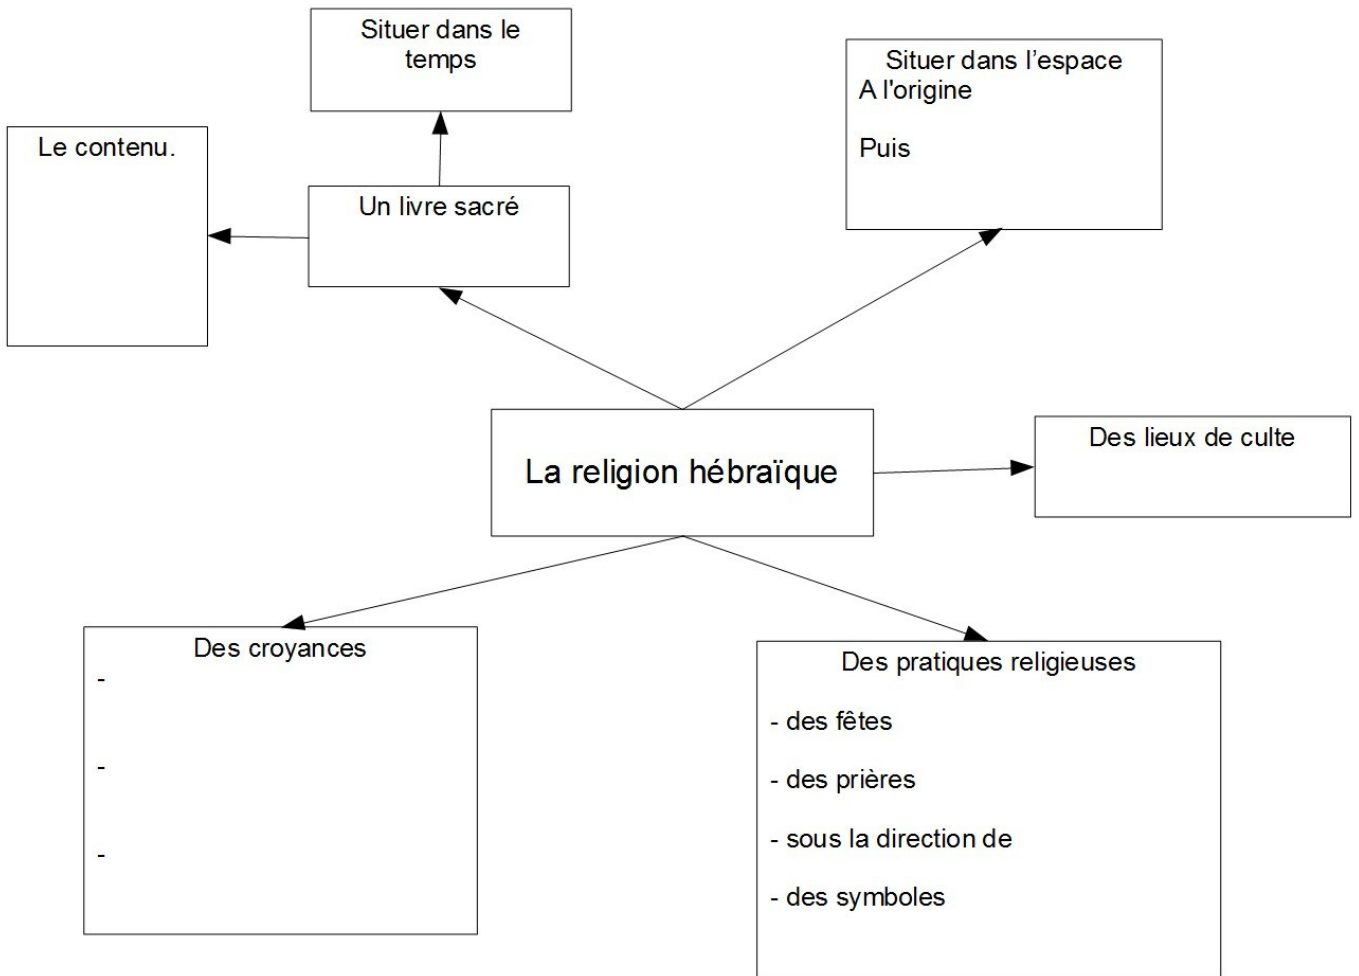 Situer dans le
temps
Situer dans l’espace
A l'origine
Puis
Le contenu.
Un livre sacré
La religion hébraïque
Des lieux de culte
Des croyances
-
-
-
Des pratiques religieuses
- des fêtes
- des prières
- sous la direction de
- des symboles